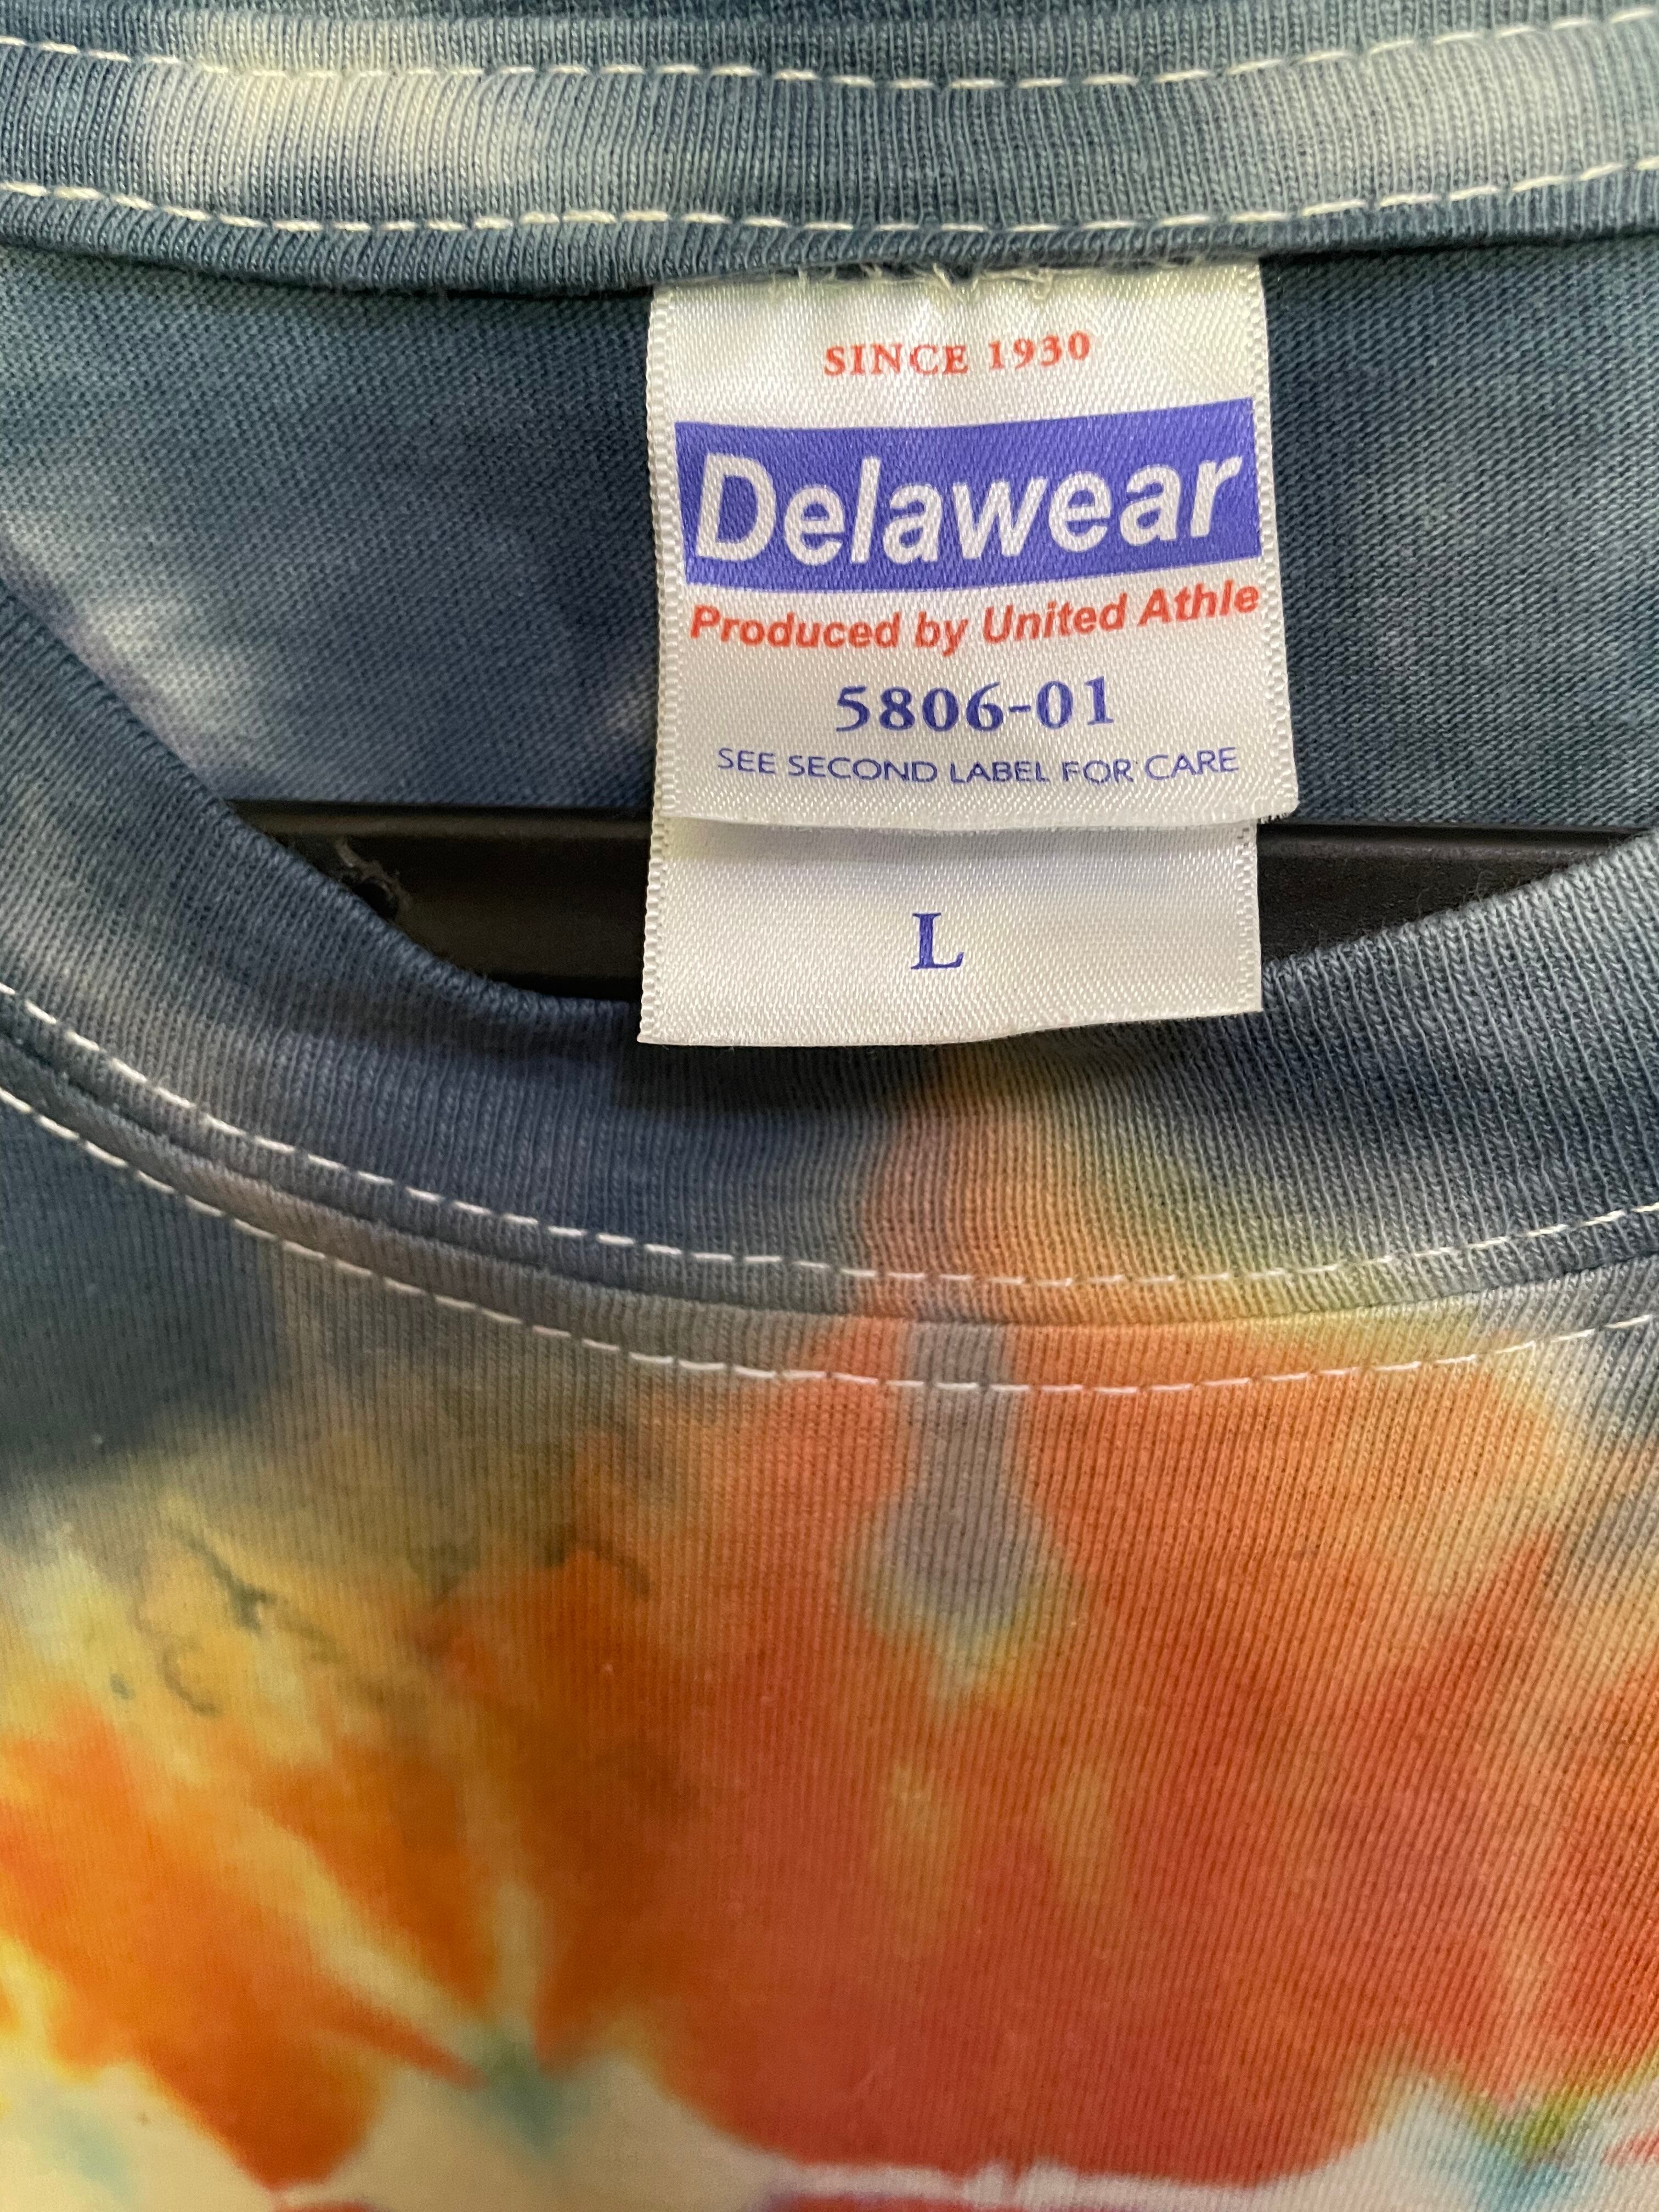 SINCE 1930
Delawear
Produced by United Athle
5806-01
SEE SECOND LABEL FOR CARE
L